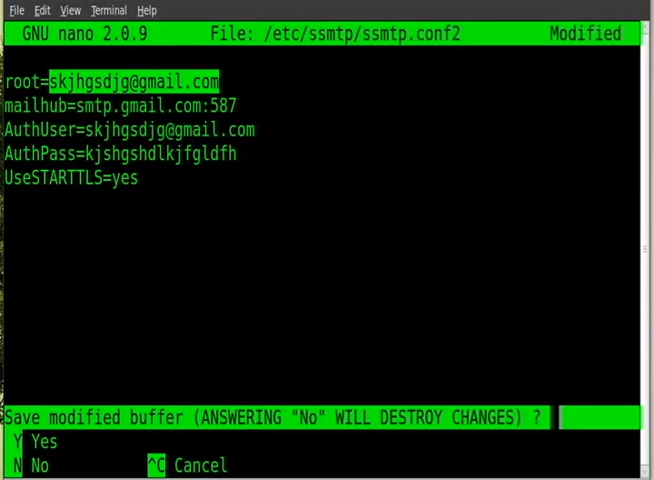 File Edit View Terminal Help
GNU nano 2.0.9 File: /etc/ssmtp/ssmtp.conf2 Modified
root=skjhgsdjg@gmail.com
mailhub=smtp.gmail.com:587
AuthUser=skjhgsdjg@gmail.com
AuthPass=kjshgshdlkjfgldfh
UseSTARTTLS=yes
Save modified buffer (ANSWERING "No" WILL DESTROY CHANGES) ?
Y Yes
N No ^C Cancel